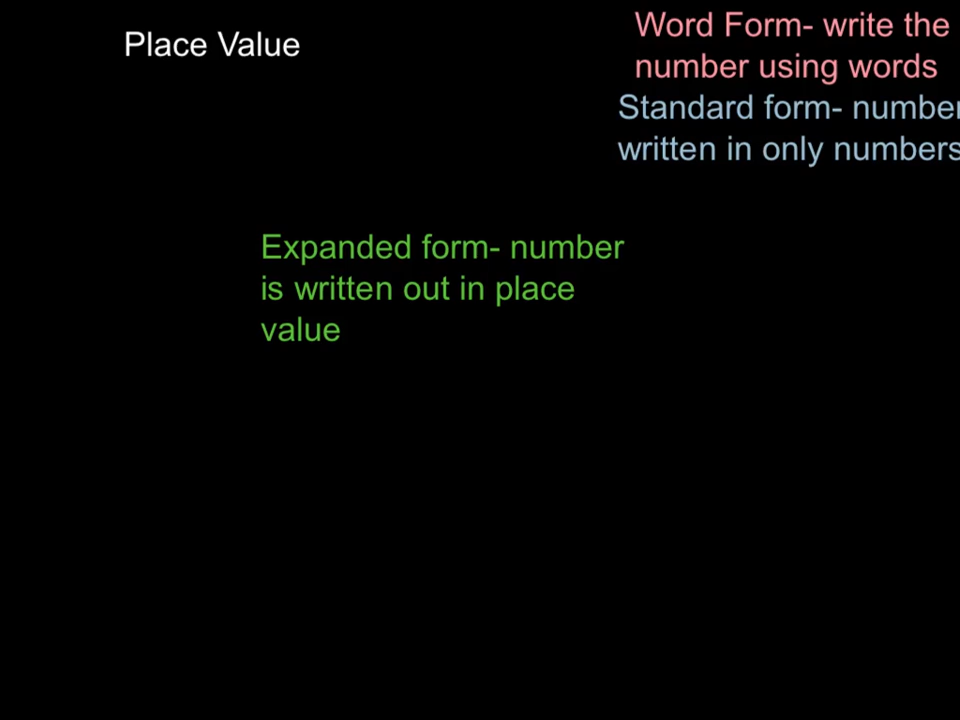 Place Value
Word Form- write the
number using words
Standard form- number
written in only numbers
Expanded form- number
is written out in place
value